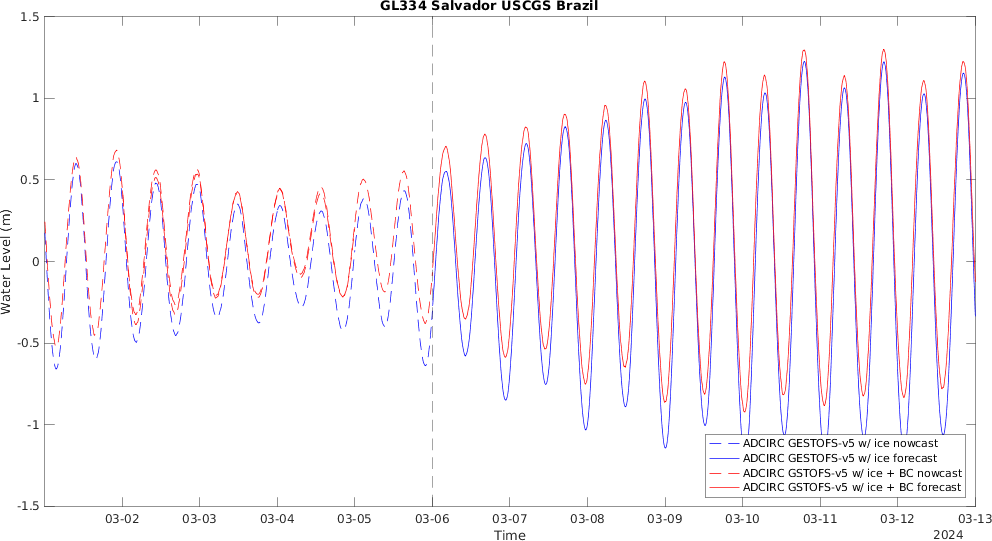 GL334 Salvador USCGS Brazil
1.5
1
0.5
0
-0.5
-1
-1.5
Water Level (m)
ADCIRC GESTOFS-v5 w/ ice nowcast
ADCIRC GESTOFS-v5 w/ ice forecast
ADCIRC GSTOFS-v5 w/ ice + BC nowcast
ADCIRC GSTOFS-v5 w/ ice + BC forecast
03-02 03-03 03-04 03-05 03-06 03-07 03-08 03-09 03-10 03-11 03-12 03-13
Time
2024